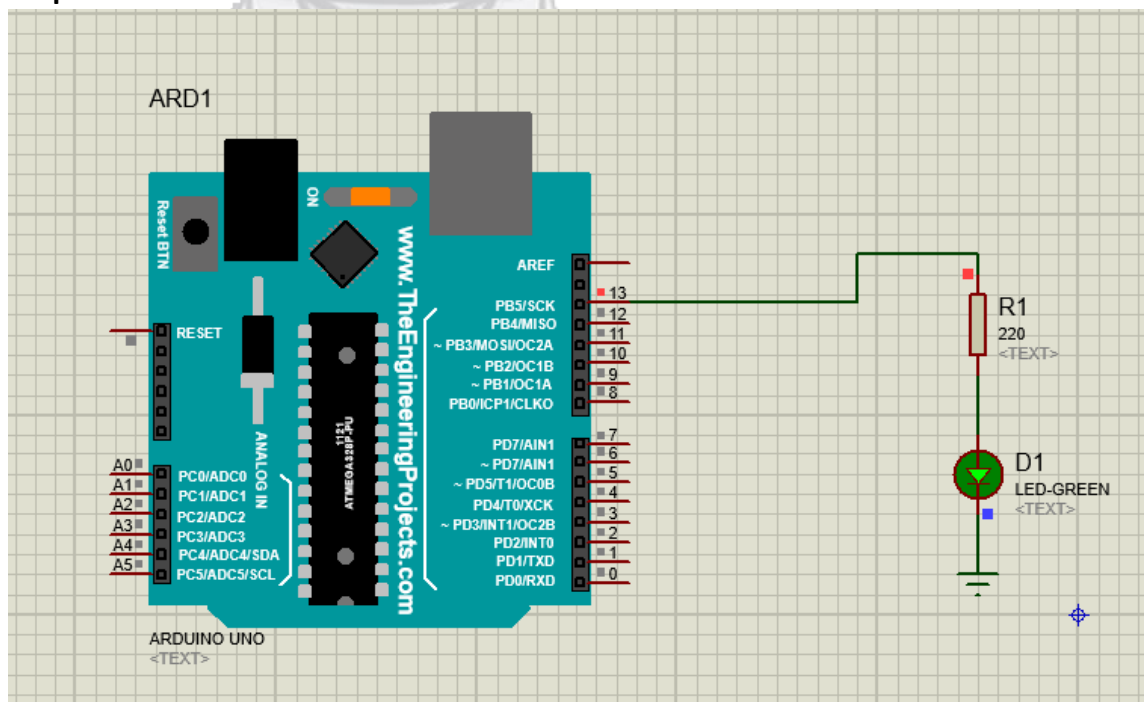 ARD1
ON
Reset BTN
www.TheEngineeringProjects.com
AREF
PB5/SCK 13
PB4/MISO 12
~ PB3/MOSI/OC2A 11
~ PB2/OC1B 10
~ PB1/OC1A 9
PB0/ICP1/CLKO 8
RESET
1121
ATMEGA328P-PU
ANALOG IN
PD7/AIN1 7
~ PD7/AIN1 6
~ PD5/T1/OC0B 5
PD4/T0/XCK 4
~ PD3/INT1/OC2B 3
PD2/INT0 2
PD1/TXD 1
PD0/RXD 0
A0 PC0/ADC0
A1 PC1/ADC1
A2 PC2/ADC2
A3 PC3/ADC3
A4 PC4/ADC4/SDA
A5 PC5/ADC5/SCL
ARDUINO UNO
<TEXT>
R1
220
<TEXT>
D1
LED-GREEN
<TEXT>